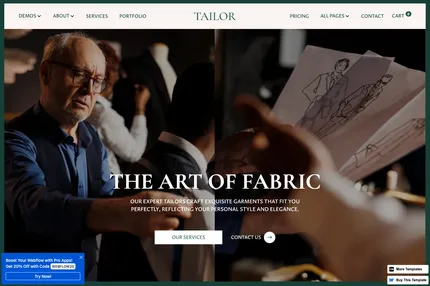 DEMOS ABOUT SERVICES PORTFOLIO TAILOR PRICING ALL PAGES CONTACT CART 0
THE ART OF FABRIC
OUR EXPERT TAILORS CRAFT EXQUISITE GARMENTS THAT FIT YOU
PERFECTLY, REFLECTING YOUR PERSONAL STYLE AND ELEGANCE.
OUR SERVICES CONTACT US
Boost Your Webflow with Pro Apps!
Get 20% Off with Code
Try Now!
More Templates
Buy This Template